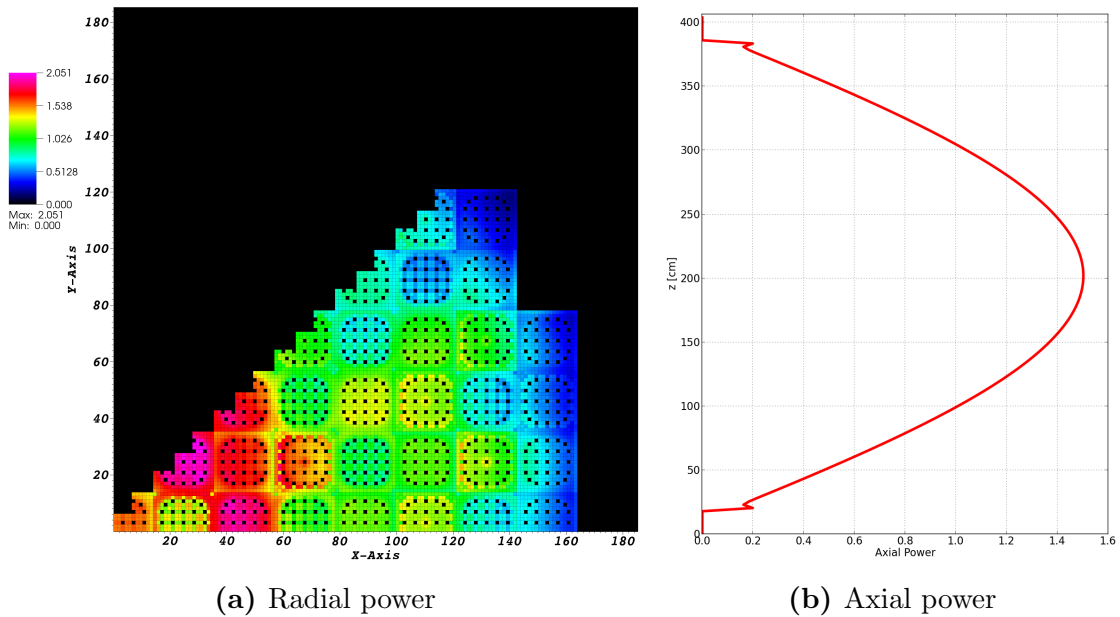 2.051
1.538
1.026
0.5128
0.000
Max: 2.051
Min: 0.000
180
160
140
120
100
80
60
40
20
Y-Axis
20 40 60 80 100 120 140 160 180
X-Axis
400
350
300
250
200
150
100
50
0
z [cm]
0.0 0.2 0.4 0.6 0.8 1.0 1.2 1.4 1.6
Axial Power
(a) Radial power
(b) Axial power